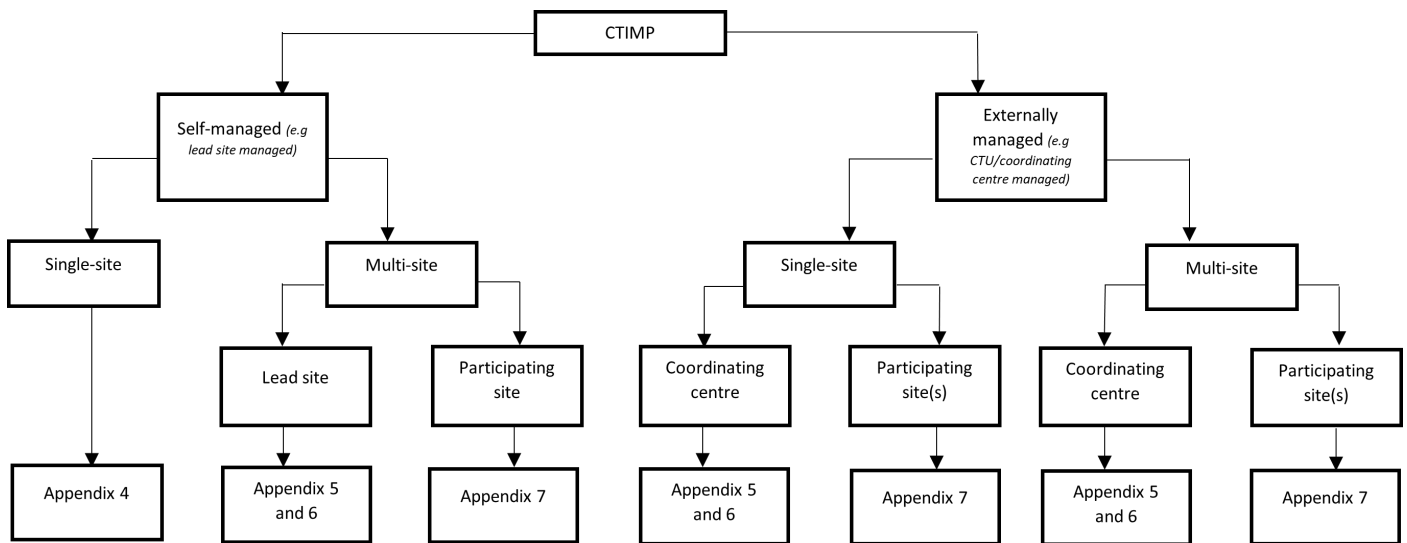 CTIMP
Self-managed (e.g
lead site managed)
Externally
managed (e.g
CTU/coordinating
centre managed)
Single-site
Multi-site
Single-site
Multi-site
Lead site
Participating
site
Coordinating
centre
Participating
site(s)
Coordinating
centre
Participating
site(s)
Appendix 4
Appendix 5
and 6
Appendix 7
Appendix 5
and 6
Appendix 7
Appendix 5
and 6
Appendix 7